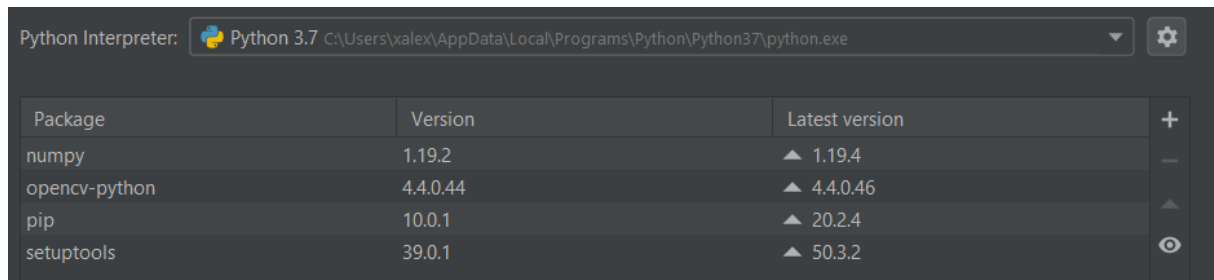 Python Interpreter: Python 3.7 C:\Users\xalex\AppData\Local\Programs\Python\Python37\python.exe
Package Version Latest version
numpy 1.19.2 1.19.4
opencv-python 4.4.0.44 4.4.0.46
pip 10.0.1 20.2.4
setuptools 39.0.1 50.3.2